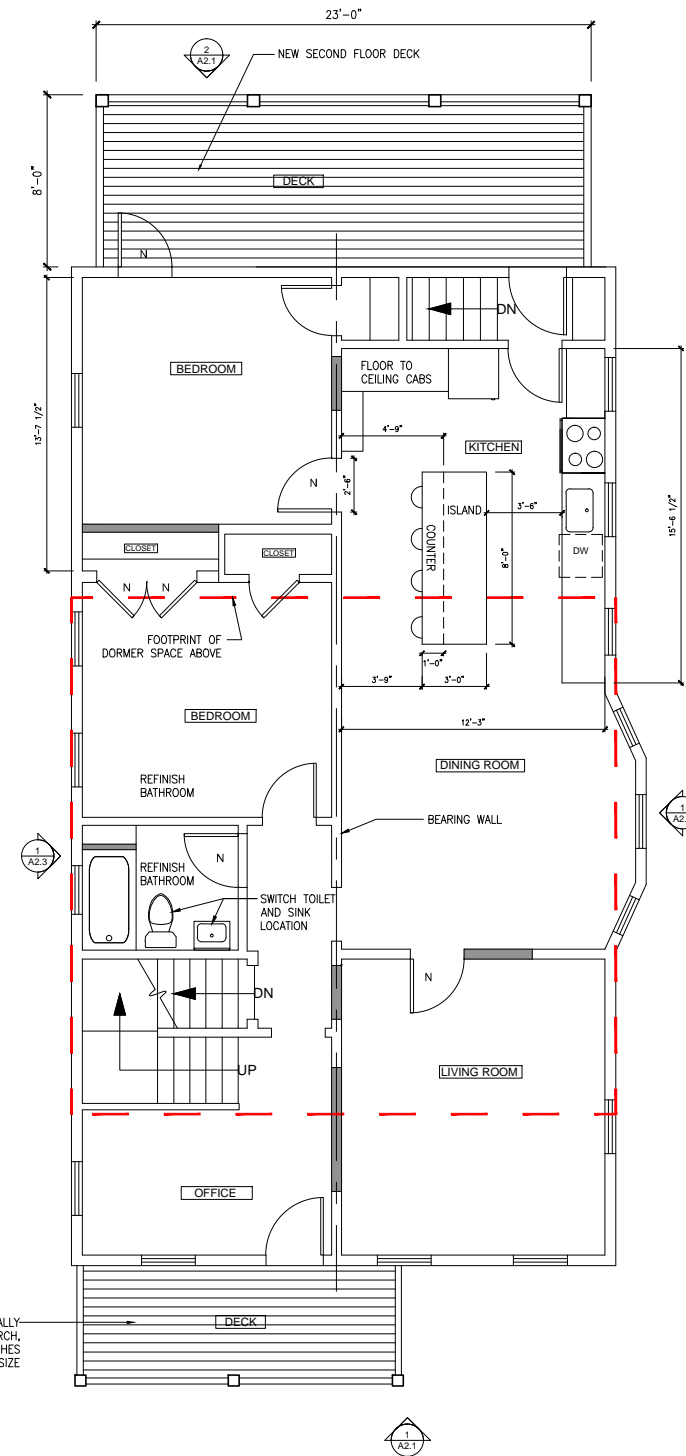 23'-0"
2
A2.1
NEW SECOND FLOOR DECK
8'-0"
DECK
N
DN
BEDROOM
FLOOR TO
CEILING CABS
13'-7 1/2"
4'-9"
KITCHEN
15'-6 1/2"
N
2'-6"
ISLAND
3'-6"
COUNTER
8'-0"
DW
CLOSET
CLOSET
N
N
FOOTPRINT OF
DORMER SPACE ABOVE
1'-0"
3'-9"
3'-0"
BEDROOM
12'-3"
DINING ROOM
REFINISH
BATHROOM
BEARING WALL
1
1
A2.3
N
REFINISH
BATHROOM
SWITCH TOILET
AND SINK
LOCATION
DN
N
UP
LIVING ROOM
OFFICE
DECK
ALLY
RCH,
HES
SIZE
1
A2.1